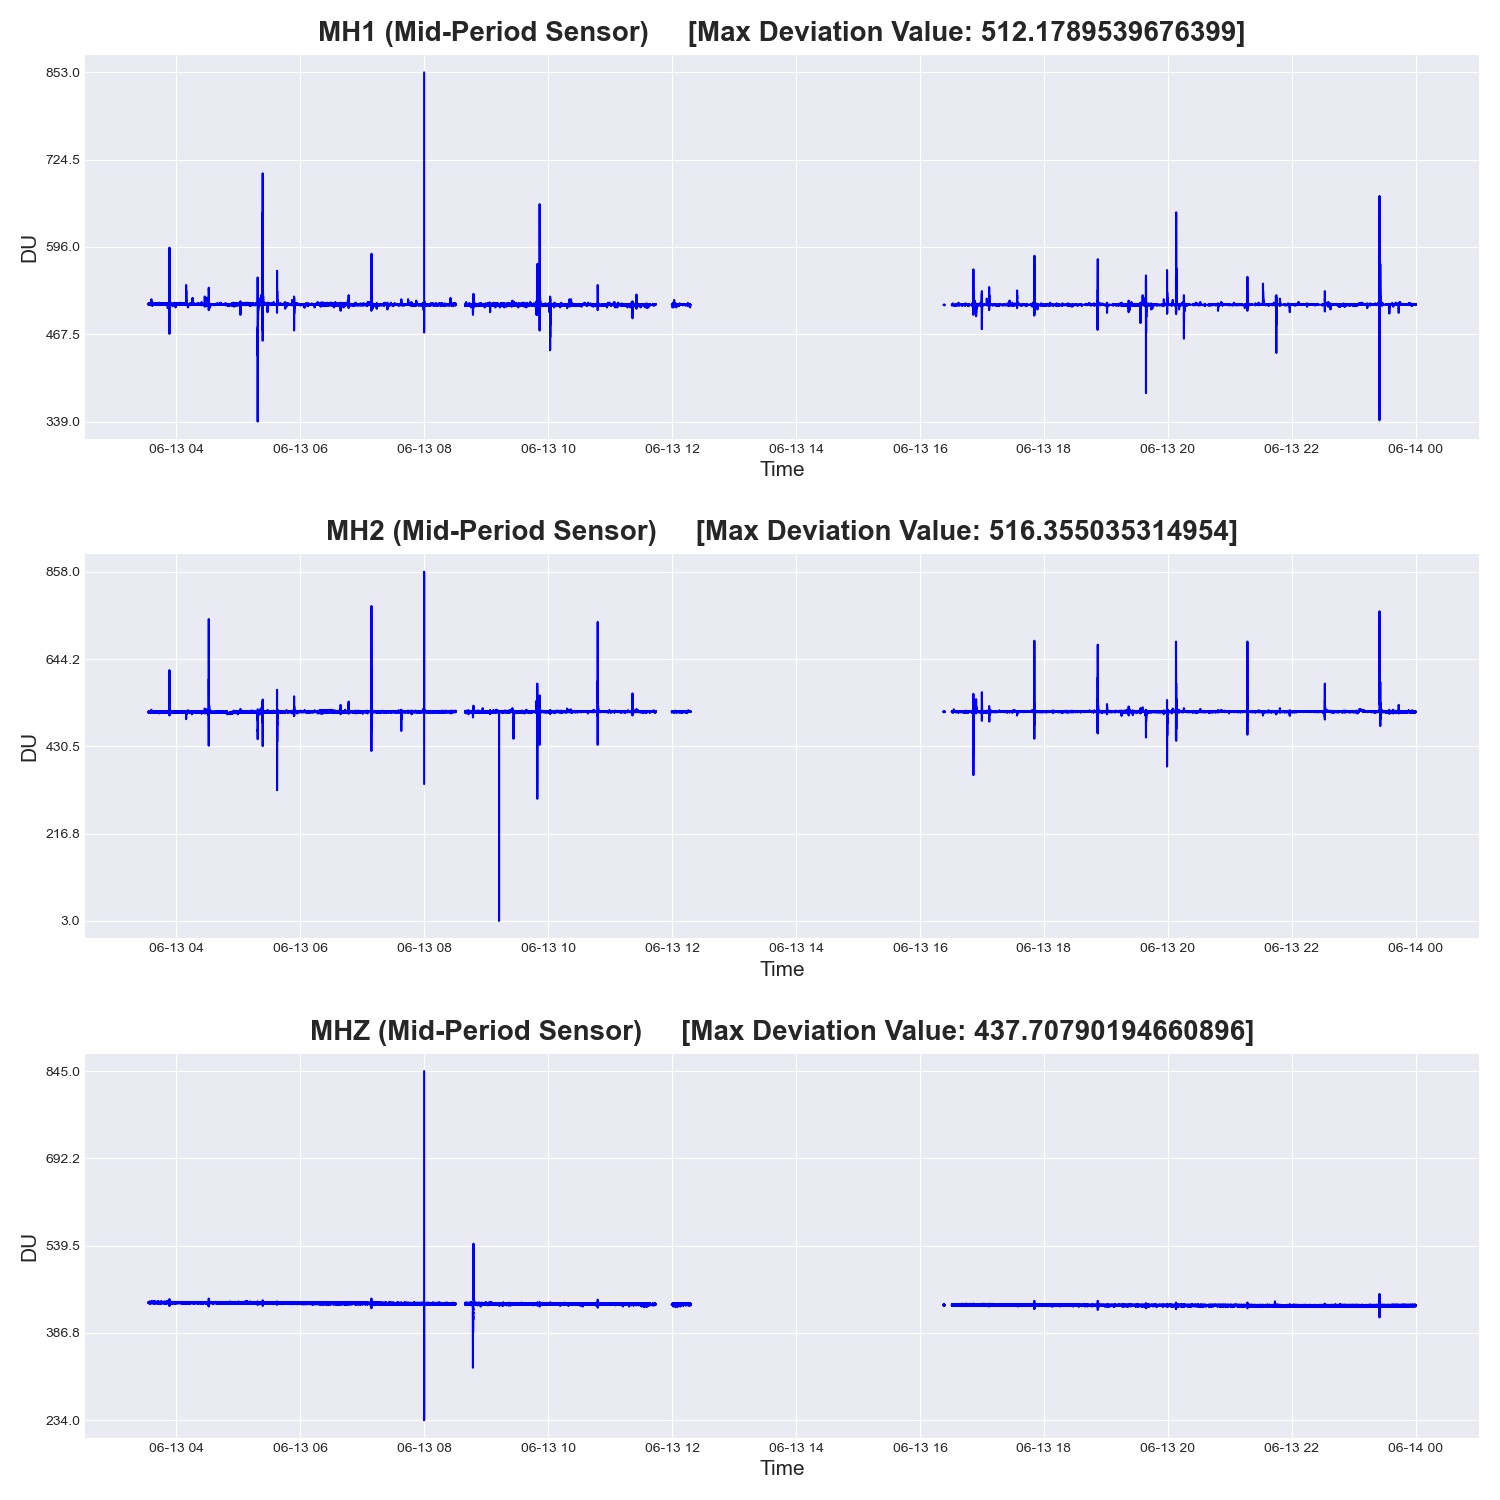 MH1 (Mid-Period Sensor) [Max Deviation Value: 512.1789539676399]
853.0
724.5
596.0
467.5
339.0
DU
06-13 04 06-13 06 06-13 08 06-13 10 06-13 12 06-13 14 06-13 16 06-13 18 06-13 20 06-13 22 06-14 00
Time
MH2 (Mid-Period Sensor) [Max Deviation Value: 516.355035314954]
858.0
644.2
430.5
216.8
3.0
DU
06-13 04 06-13 06 06-13 08 06-13 10 06-13 12 06-13 14 06-13 16 06-13 18 06-13 20 06-13 22 06-14 00
Time
MHZ (Mid-Period Sensor) [Max Deviation Value: 437.70790194660896]
845.0
692.2
539.5
386.8
234.0
DU
06-13 04 06-13 06 06-13 08 06-13 10 06-13 12 06-13 14 06-13 16 06-13 18 06-13 20 06-13 22 06-14 00
Time